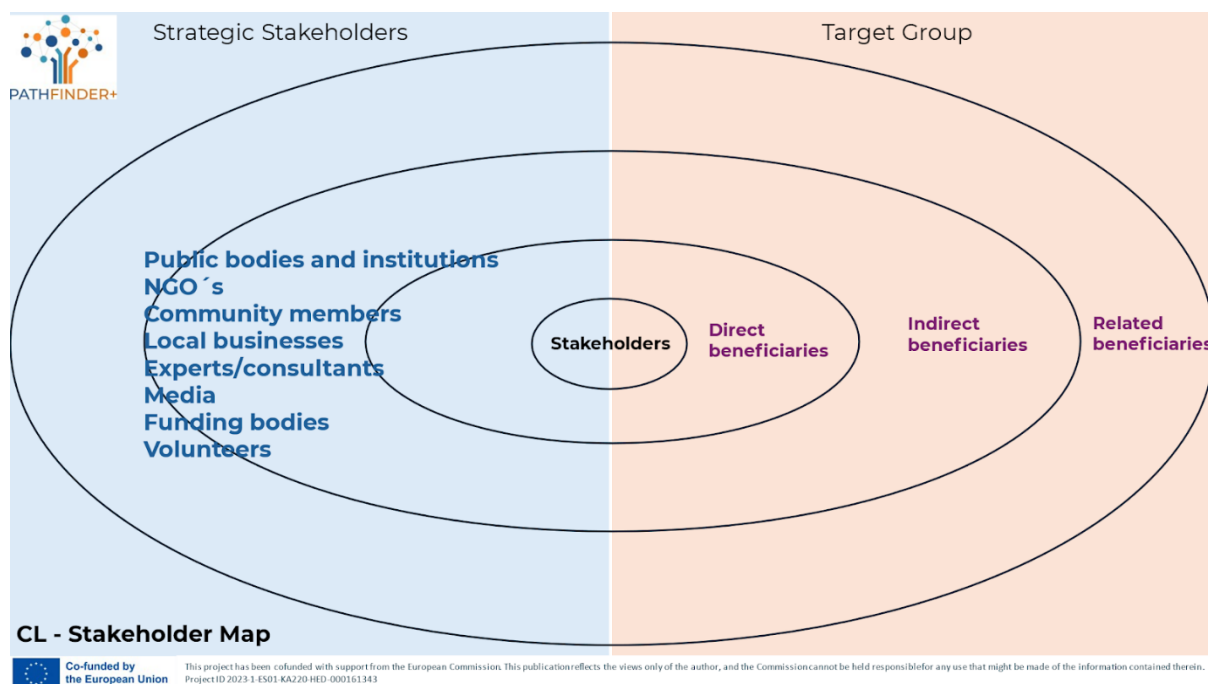 Strategic Stakeholders
Target Group
PATHFINDER+
Public bodies and institutions
NGO´s
Community members
Local businesses
Experts/consultants
Media
Funding bodies
Volunteers
Stakeholders
Direct
beneficiaries
Indirect
beneficiaries
Related
beneficiaries
CL - Stakeholder Map
Co-funded by
the European Union
This project has been cofunded with support from the European Commission. This publication reflects the views only of the author, and the Commission cannot be held responsible for any use that might be made of the information contained therein.
Project ID 2023-1-ES01-KA220-HED-000161343